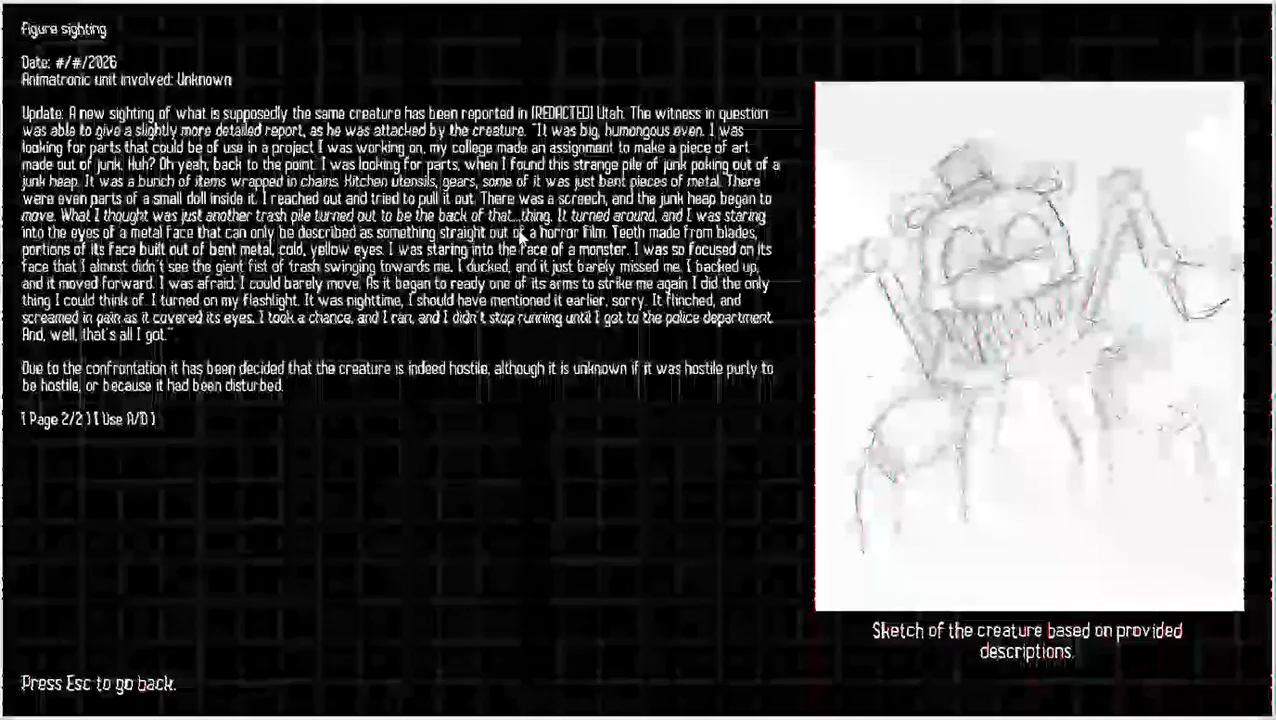 Figure sighting
Date: #/#/2026
Animatronic unit involved: Unknown
Update: A new sighting of what is supposedly the same creature has been reported in [REDACTED] Utah. The witness in question
was able to give a slightly more detailed report, as he was attacked by the creature. "It was big, humongous even. I was
looking for parts that could be of use in a project I was working on, my college made an assignment to make a piece of art
made out of junk. Huh? Oh yeah, back to the point. I was looking for parts, when I found this strange pile of junk poking out of a
junk heap. It was a bunch of items wrapped in chains. Kitchen utensils, gears, some of it was just bent pieces of metal. There
were even parts of a small doll inside it. I reached out and tried to pull it out. There was a screech, and the junk heap began to
move. What I thought was just another trash pile turned out to be the back of that...thing. It turned around, and I was staring
into the eyes of a metal face that can only be described as something straight out of a horror film. Teeth made from blades,
portions of its face built out of bent metal, cold, yellow eyes. I was staring into the face of a monster. I was so focused on its
face that I almost didn't see the giant fist of trash swinging towards me. I ducked, and it just barely missed me. I backed up,
and it moved forward. I was afraid, I could barely move. As it began to ready one of its arms to strike me again I did the only
thing I could think of. I turned on my flashlight. It was nighttime, I should have mentioned it earlier, sorry. It flinched, and
screamed in pain as it covered its eyes. I took a chance, and I ran, and I didn't stop running until I got to the police department.
And, well, that's all I got."
Due to the confrontation it has been decided that the creature is indeed hostile, although it is unknown if it was hostile purly to
be hostile, or because it had been disturbed.
[ Page 2/2 ] [ Use A/D ]
Sketch of the creature based on provided
descriptions.
Press Esc to go back.